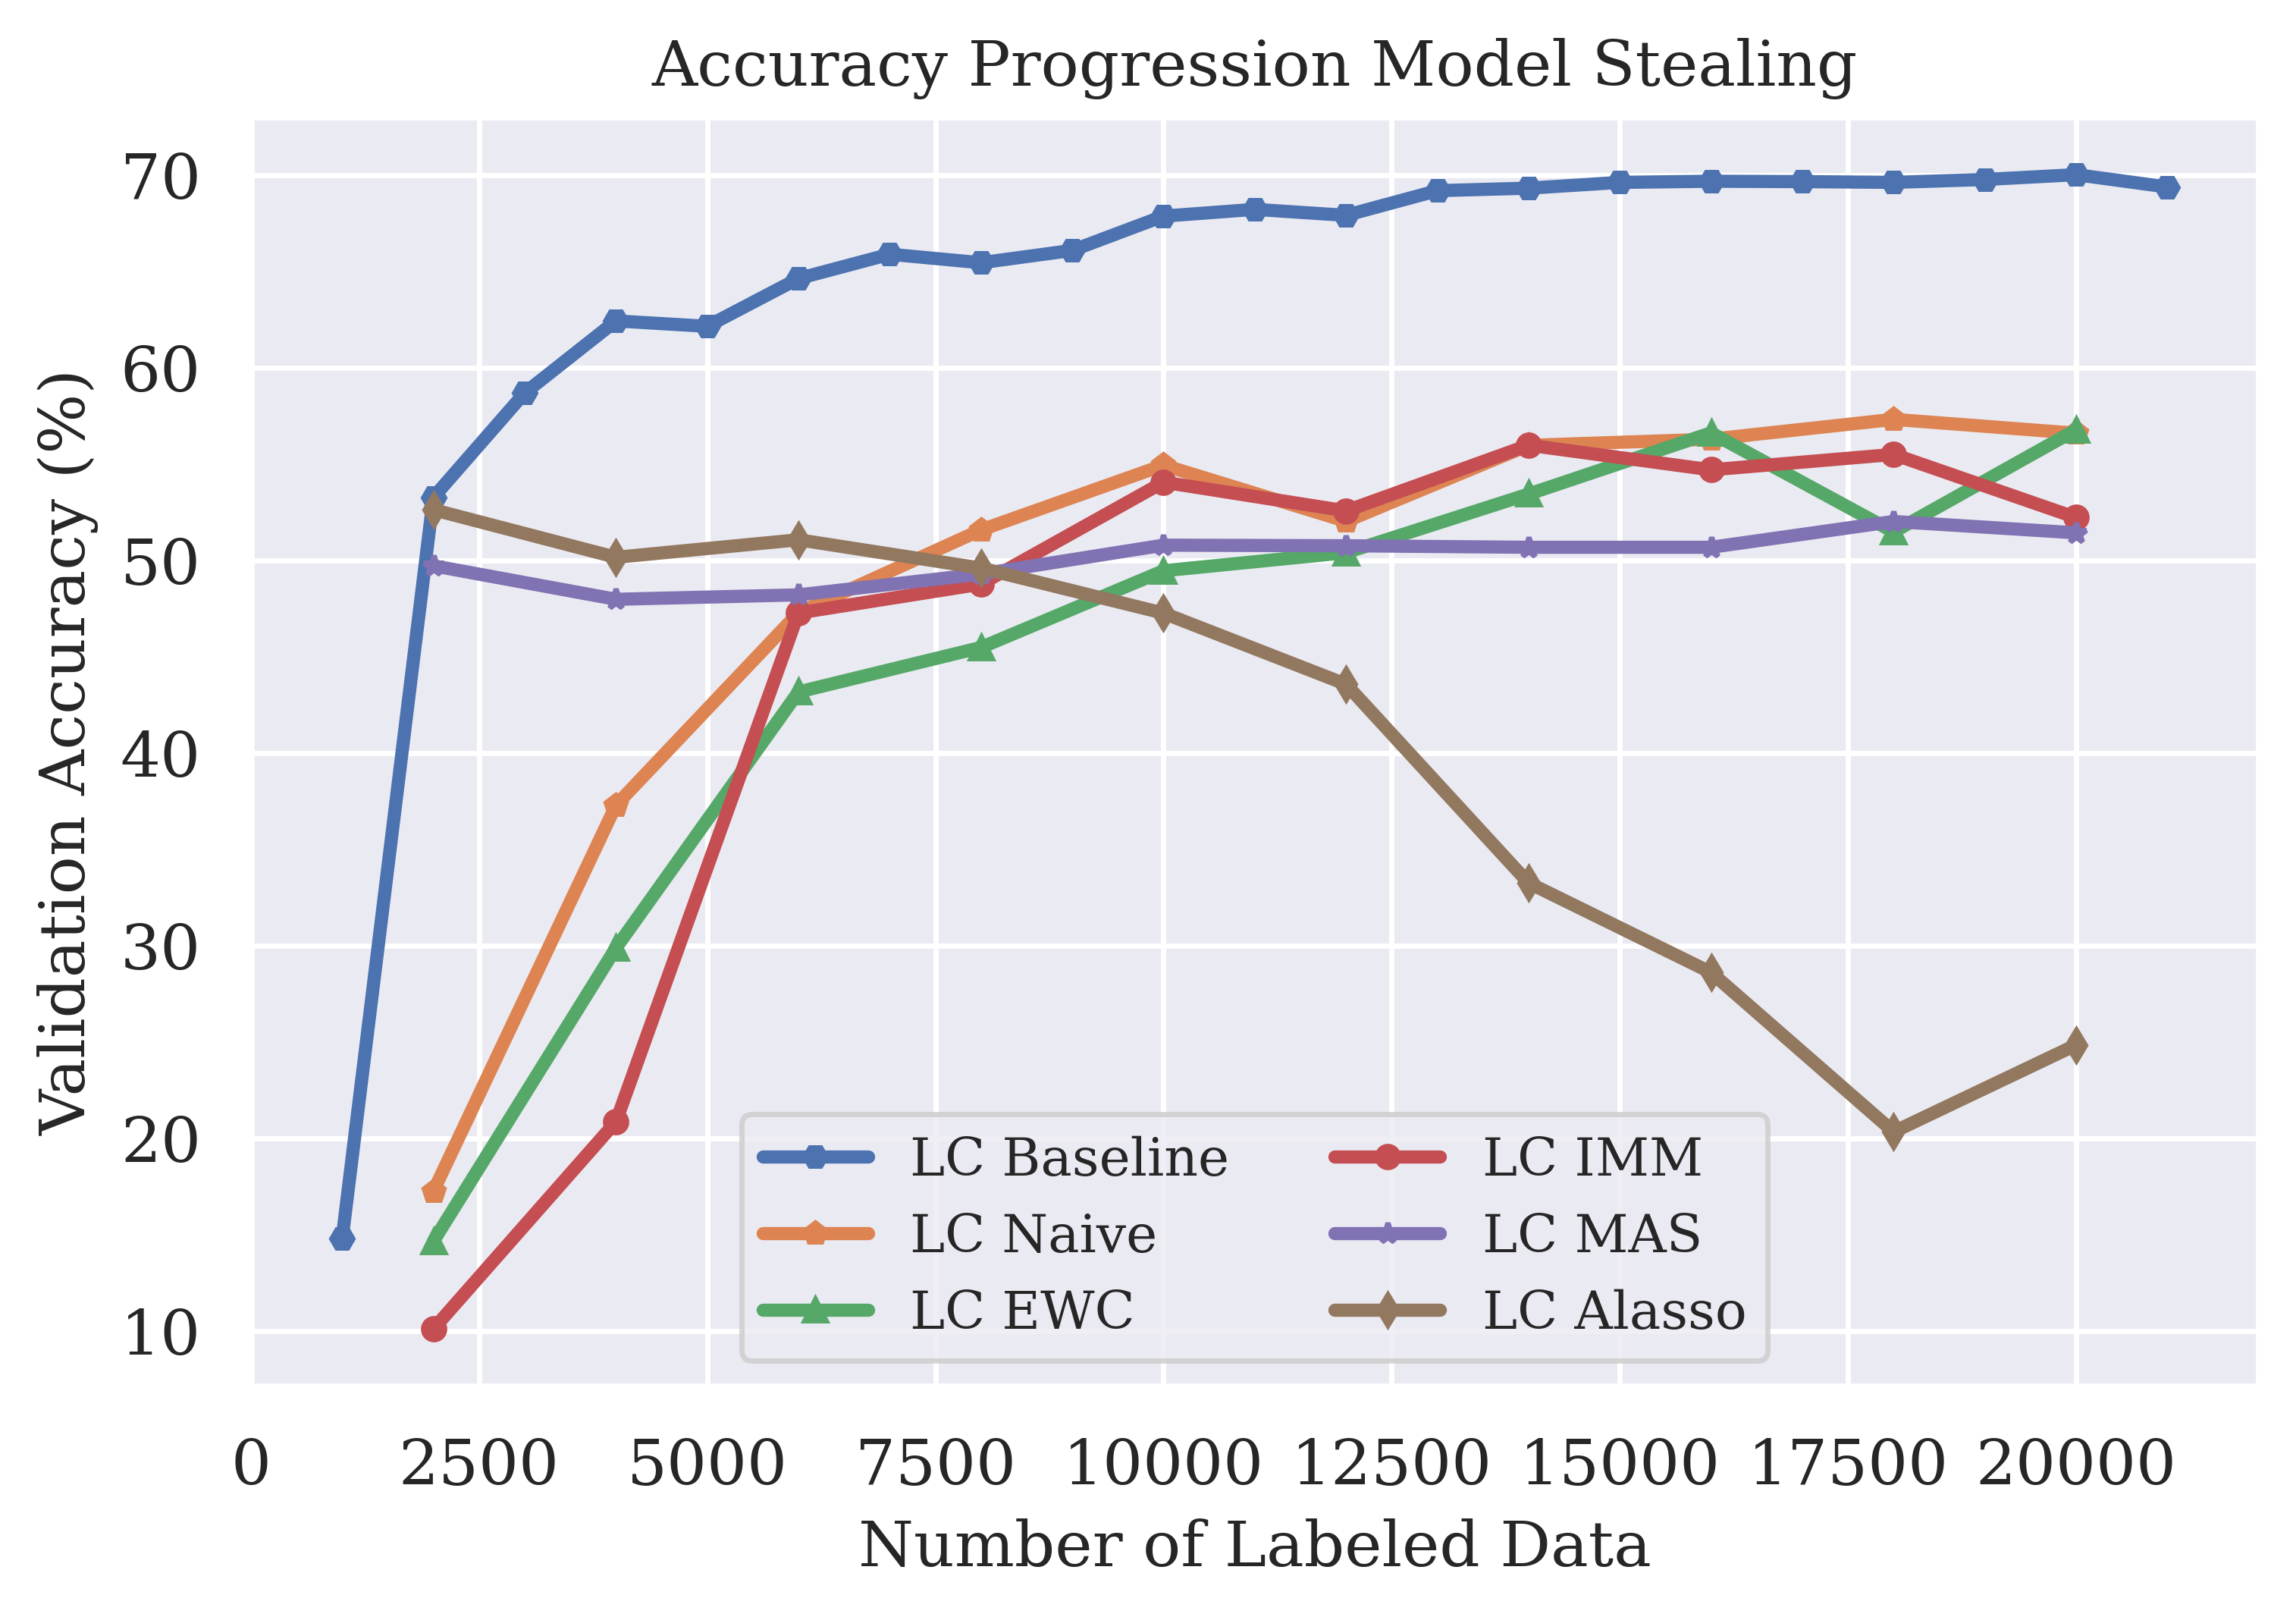 Accuracy Progression Model Stealing
Validation Accuracy (%)
70
60
50
40
30
20
10
LC Baseline
LC Naive
LC EWC
LC IMM
LC MAS
LC Alasso
0 2500 5000 7500 10000 12500 15000 17500 20000
Number of Labeled Data